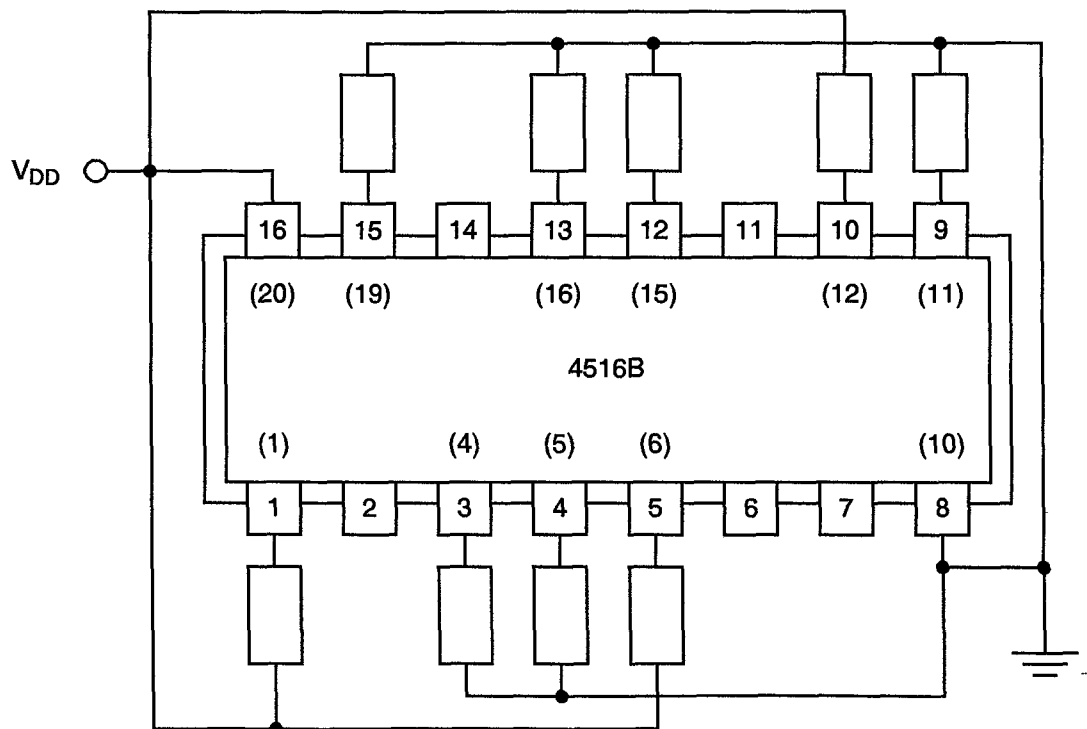 V_DD
16 15 14 13 12 11 10 9
(20) (19) (16) (15) (12) (11)
4516B
(1) (4) (5) (6) (10)
1 2 3 4 5 6 7 8